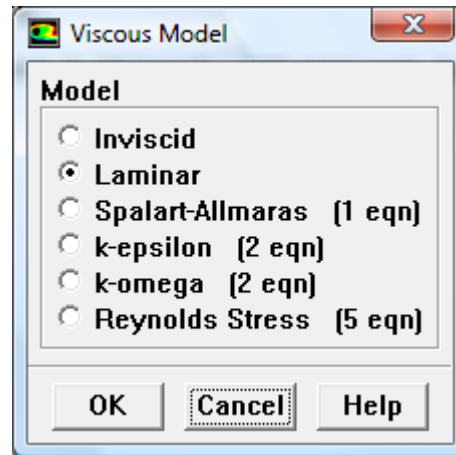 Viscous Model
Model
Inviscid
Laminar
Spalart-Allmaras (1 eqn)
k-epsilon (2 eqn)
k-omega (2 eqn)
Reynolds Stress (5 eqn)
OK Cancel Help